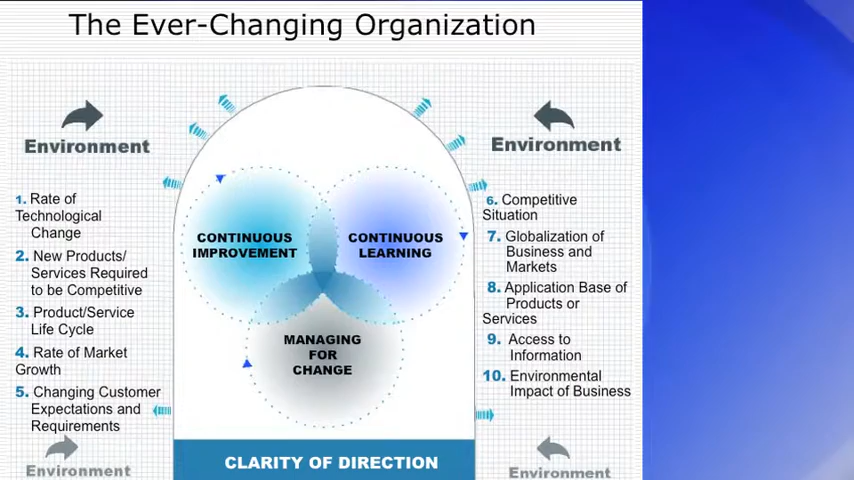 The Ever-Changing Organization
Environment
1. Rate of
Technological
Change
2. New Products/
Services Required
to be Competitive
3. Product/Service
Life Cycle
4. Rate of Market
Growth
5. Changing Customer
Expectations and
Requirements
Environment
CONTINUOUS
IMPROVEMENT
CONTINUOUS
LEARNING
MANAGING
FOR
CHANGE
CLARITY OF DIRECTION
Environment
6. Competitive
Situation
7. Globalization of
Business and
Markets
8. Application Base of
Products or
Services
9. Access to
Information
10. Environmental
Impact of Business
Environment